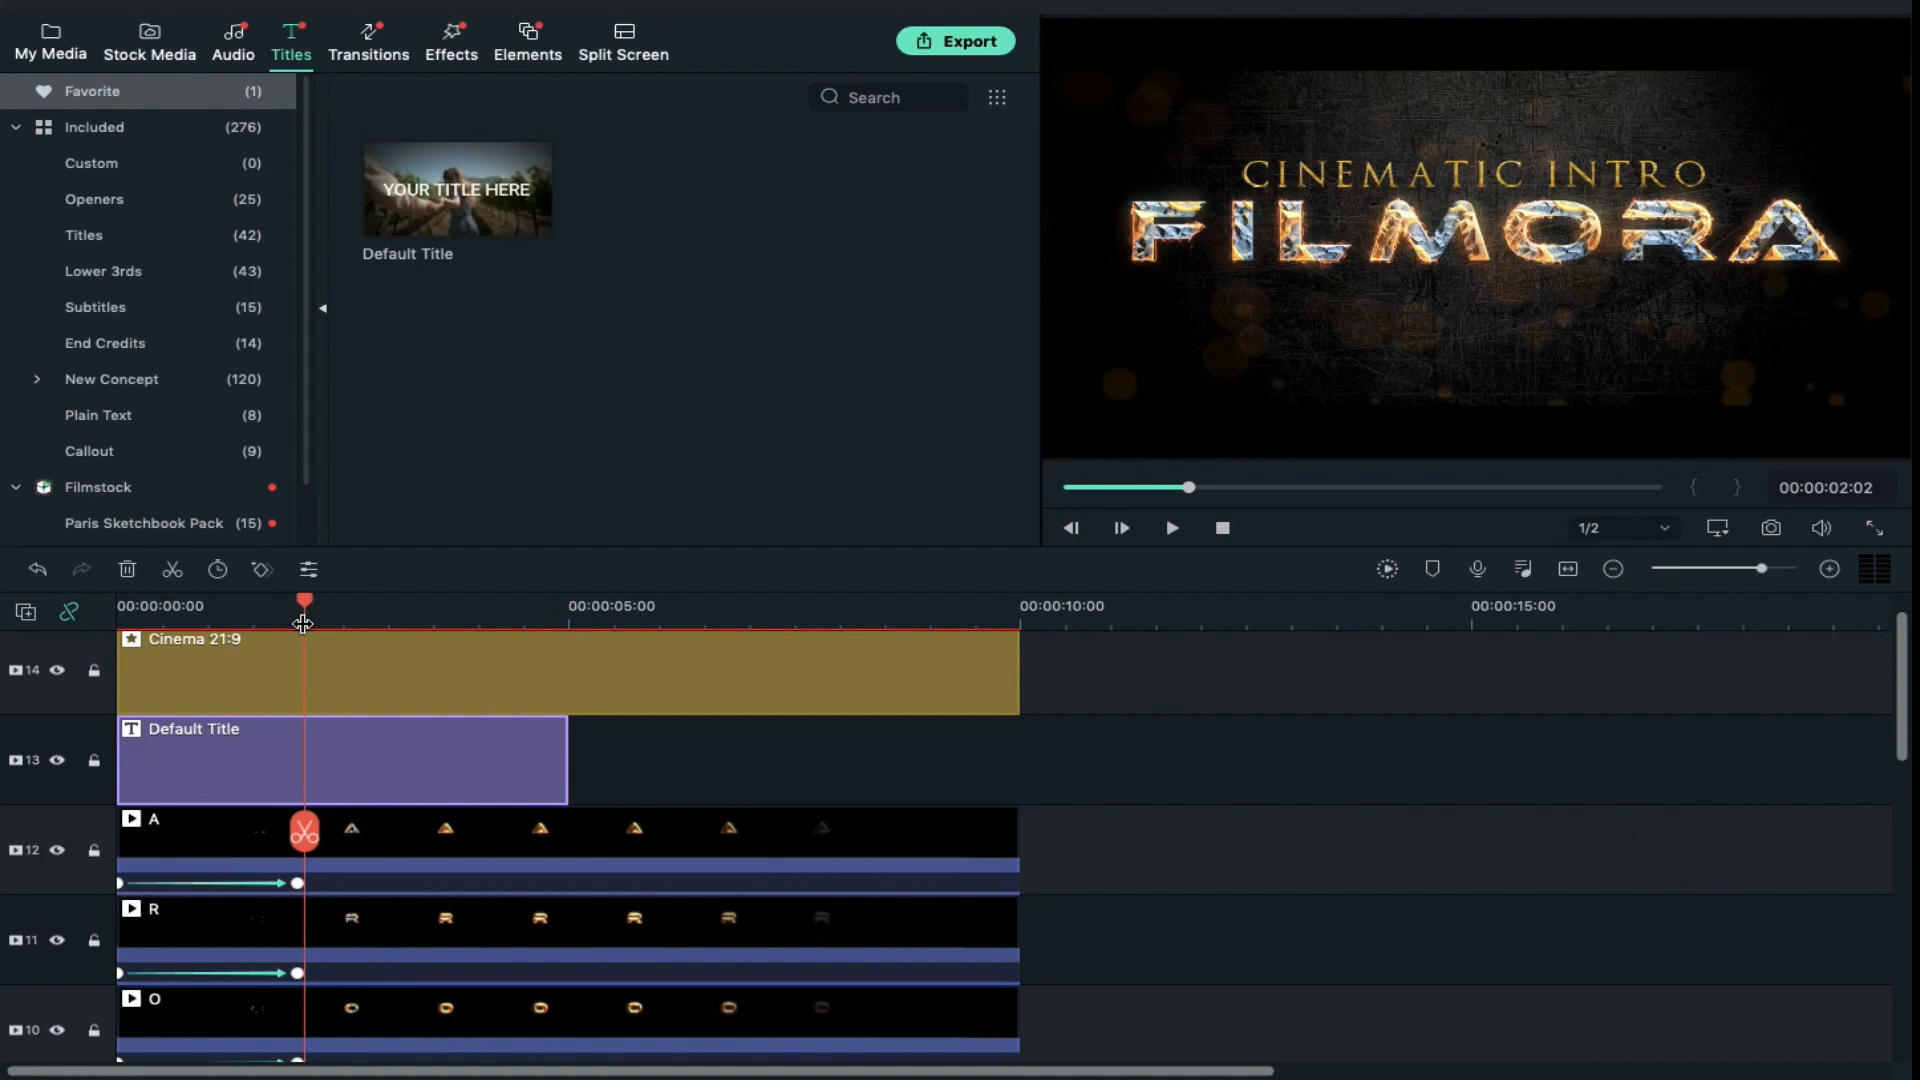 My Media
Stock Media
Audio
Titles
Transitions
Effects
Elements
Split Screen
Export
Favorite (1)
Included (276)
Custom (0)
Openers (25)
Titles (42)
Lower 3rds (43)
Subtitles (15)
End Credits (14)
New Concept (120)
Plain Text (8)
Callout (9)
Filmstock
Paris Sketchbook Pack (15)
Search
YOUR TITLE HERE
Default Title
CINEMATIC INTRO
FILMORA
{ } 00:00:02:02
1/2
00:00:00:00
00:00:05:00
00:00:10:00
00:00:15:00
14
Cinema 21:9
13
T Default Title
12
A
11
R
10
O